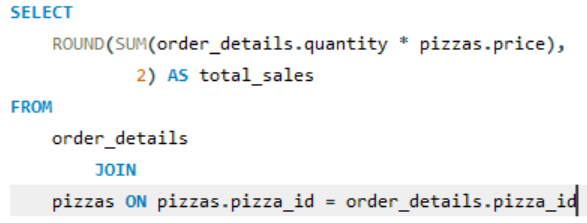 SELECT
ROUND(SUM(order_details.quantity * pizzas.price),
2) AS total_sales
FROM
order_details
JOIN
pizzas ON pizzas.pizza_id = order_details.pizza_id